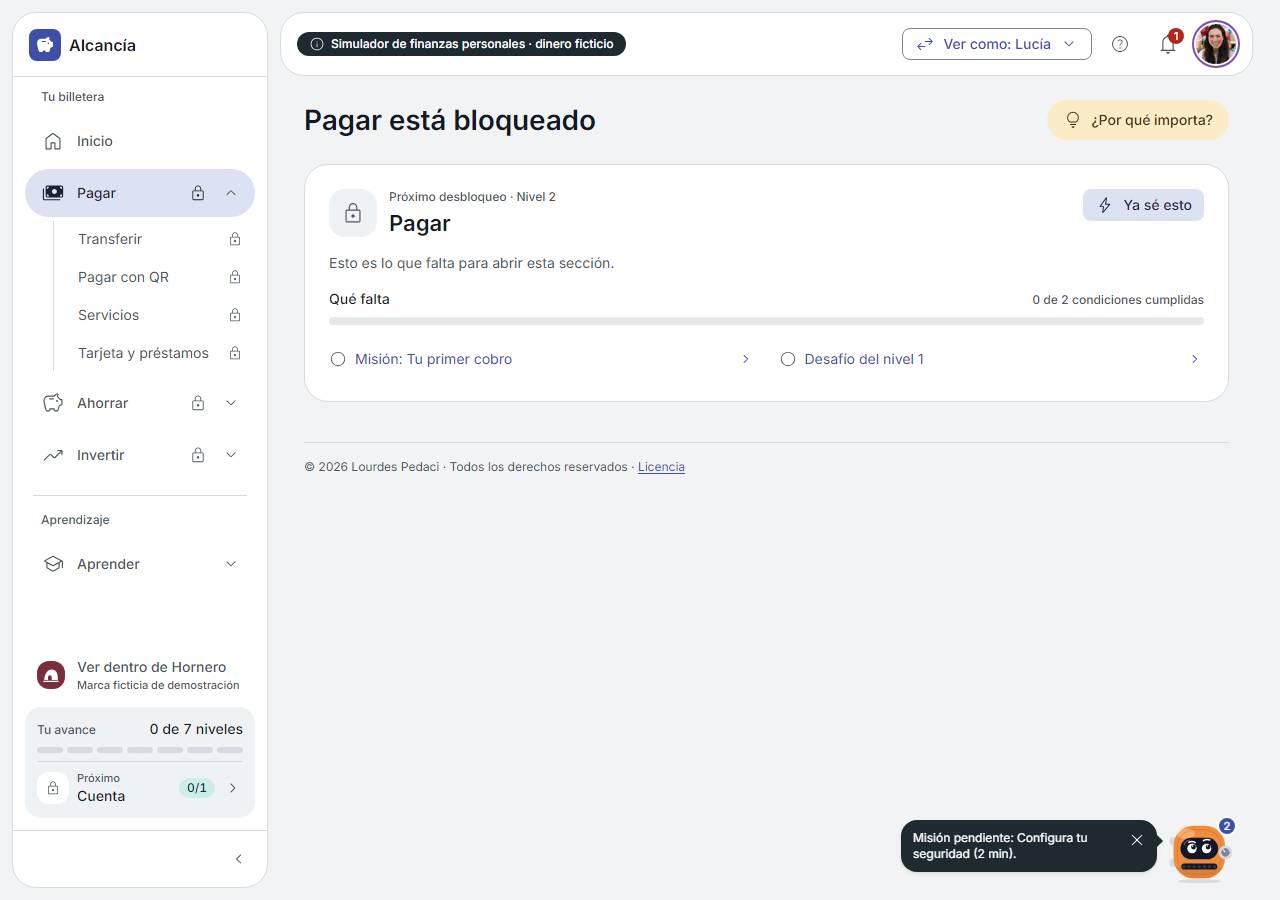 Alcancía
Simulador de finanzas personales · dinero ficticio
Ver como: Lucía
1
Tu billetera
Inicio
Pagar
Transferir
Pagar con QR
Servicios
Tarjeta y préstamos
Ahorrar
Invertir
Aprendizaje
Aprender
Ver dentro de Hornero
Marca ficticia de demostración
Tu avance
0 de 7 niveles
Próximo
Cuenta
0/1
Pagar está bloqueado
¿Por qué importa?
Próximo desbloqueo · Nivel 2
Pagar
Ya sé esto
Esto es lo que falta para abrir esta sección.
Qué falta
0 de 2 condiciones cumplidas
Misión: Tu primer cobro
Desafío del nivel 1
© 2026 Lourdes Pedaci · Todos los derechos reservados · Licencia
Misión pendiente: Configura tu
seguridad (2 min).
2